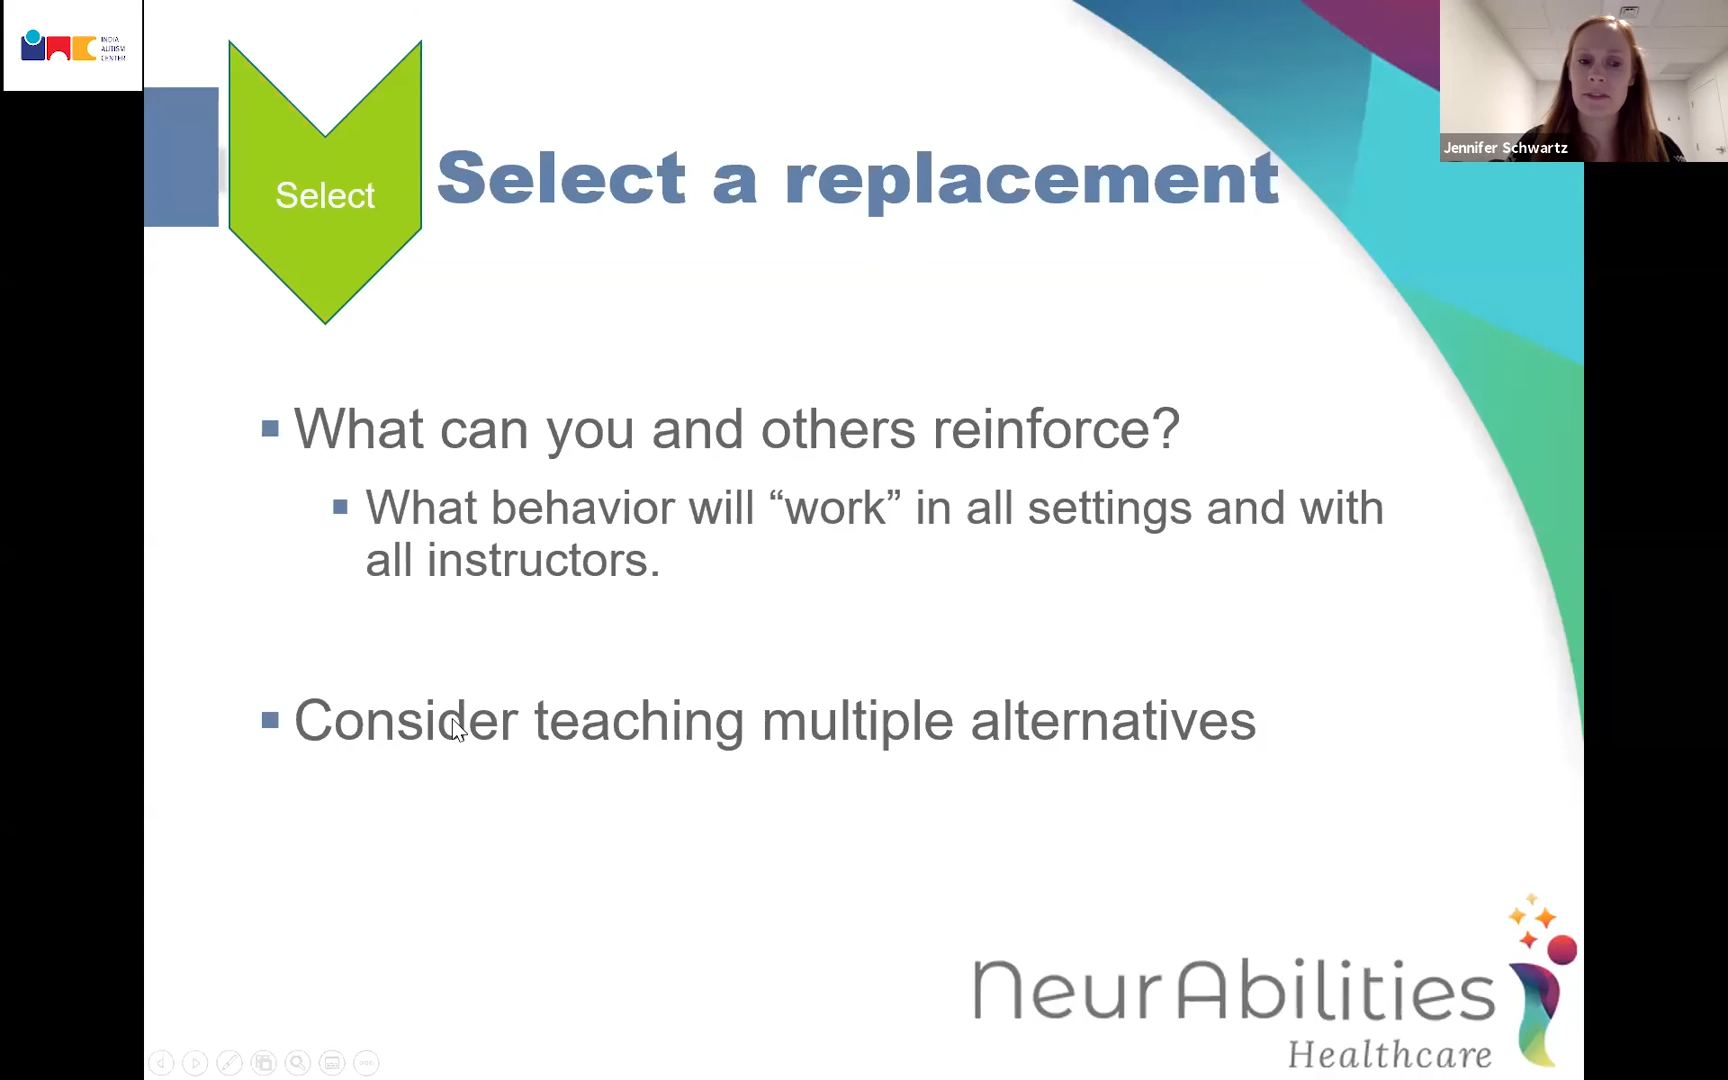 INDIA
AUTISM
CENTER
Jennifer Schwartz
Select
Select a replacement
What can you and others reinforce?
What behavior will “work” in all settings and with
all instructors.
Consider teaching multiple alternatives
NeurAbilities
Healthcare